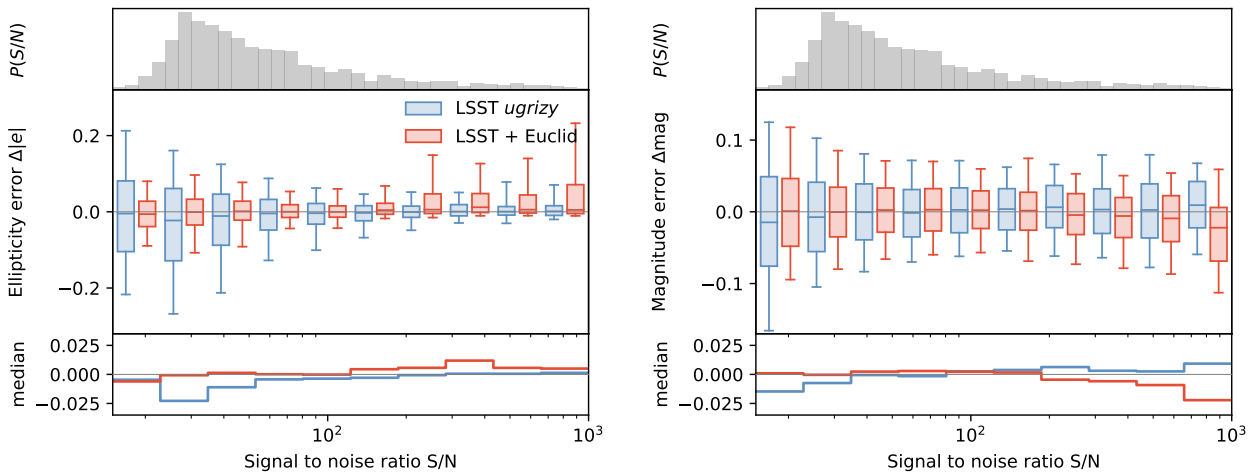 P(S/N)
Ellipticity error Δ|e|
0.2
0.0
−0.2
LSST ugrizy
LSST + Euclid
median
0.025
0.000
−0.025
10²
10³
Signal to noise ratio S/N
P(S/N)
Magnitude error Δmag
0.1
0.0
−0.1
median
0.025
0.000
−0.025
10²
10³
Signal to noise ratio S/N